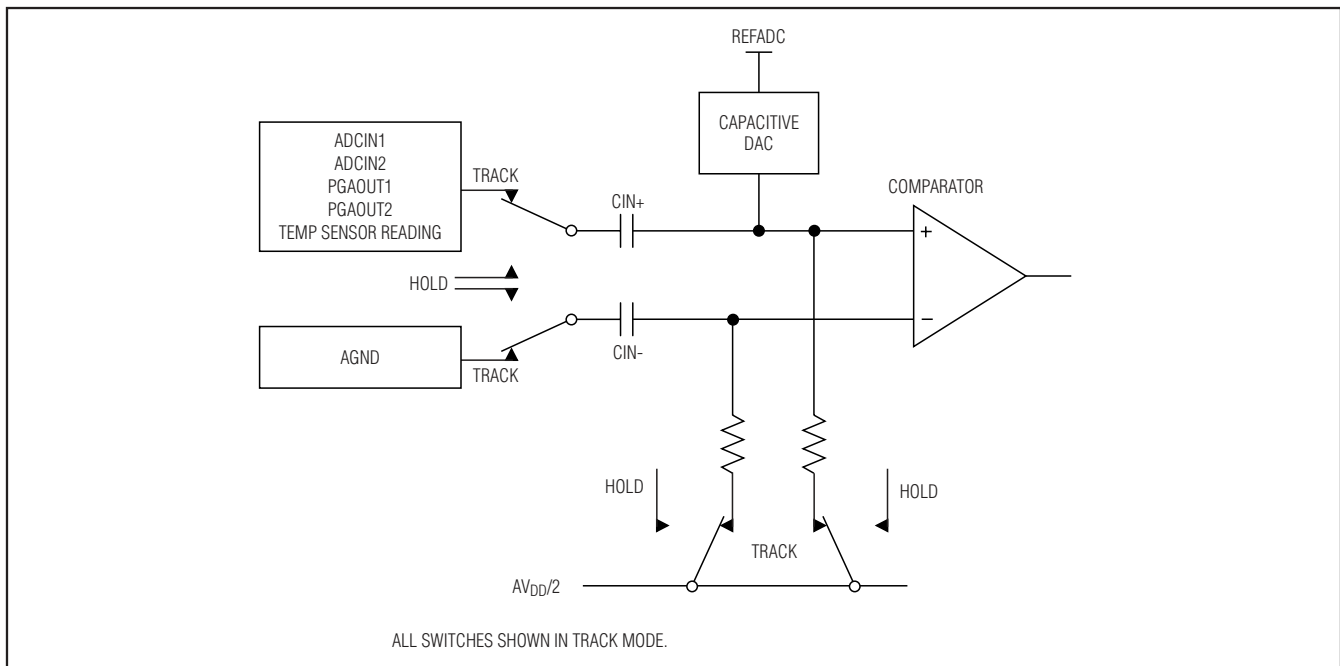 REFADC
CAPACITIVE
DAC
ADCIN1
ADCIN2
PGAOUT1
PGAOUT2
TEMP SENSOR READING
TRACK
CIN+
COMPARATOR
+
HOLD
−
AGND
TRACK
CIN-
HOLD
HOLD
TRACK
AVDD/2
ALL SWITCHES SHOWN IN TRACK MODE.